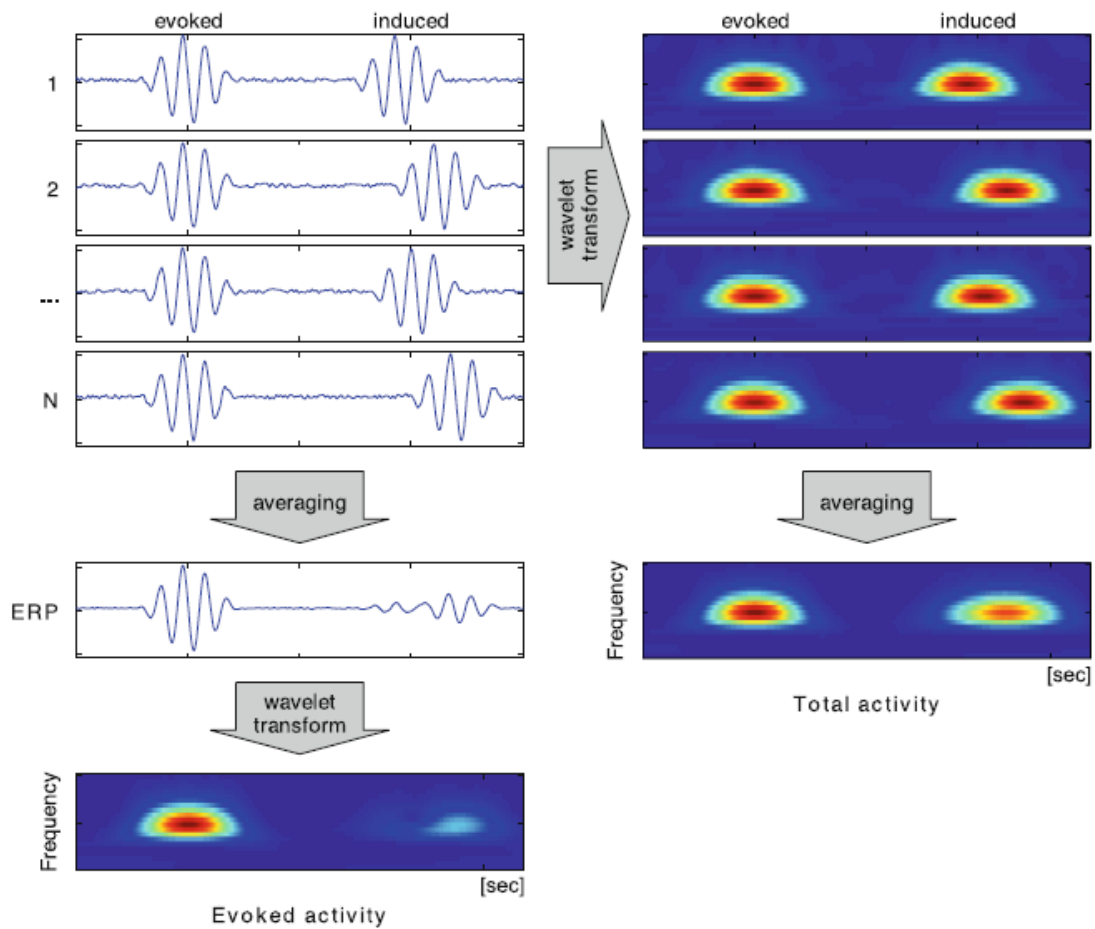 evoked induced
evoked induced
1
2
...
N
wavelet
transform
averaging
averaging
ERP
Frequency
[sec]
Total activity
wavelet
transform
Frequency
[sec]
Evoked activity